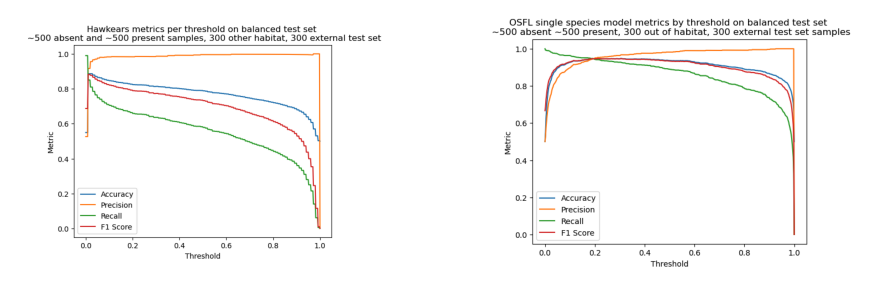 Hawkears metrics per threshold on balanced test set
~500 absent and ~500 present samples, 300 other habitat, 300 external test set
1.0
0.8
0.6
0.4
0.2
0.0
Metric
Accuracy
Precision
Recall
F1 Score
0.0 0.2 0.4 0.6 0.8 1.0
Threshold
OSFL single species model metrics by threshold on balanced test set
~500 absent ~500 present, 300 out of habitat, 300 external test set samples
1.0
0.8
0.6
0.4
0.2
0.0
Metric
Accuracy
Precision
Recall
F1 Score
0.0 0.2 0.4 0.6 0.8 1.0
Threshold